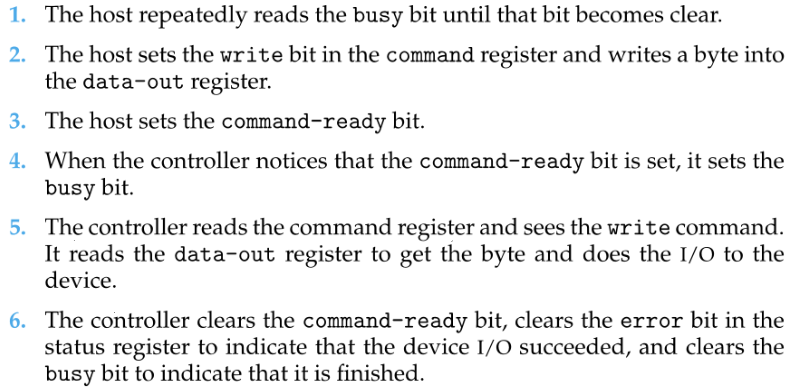 1. The host repeatedly reads the busy bit until that bit becomes clear.
2. The host sets the write bit in the command register and writes a byte into
the data-out register.
3. The host sets the command-ready bit.
4. When the controller notices that the command-ready bit is set, it sets the
busy bit.
5. The controller reads the command register and sees the write command.
It reads the data-out register to get the byte and does the I/O to the
device.
6. The controller clears the command-ready bit, clears the error bit in the
status register to indicate that the device I/O succeeded, and clears the
busy bit to indicate that it is finished.